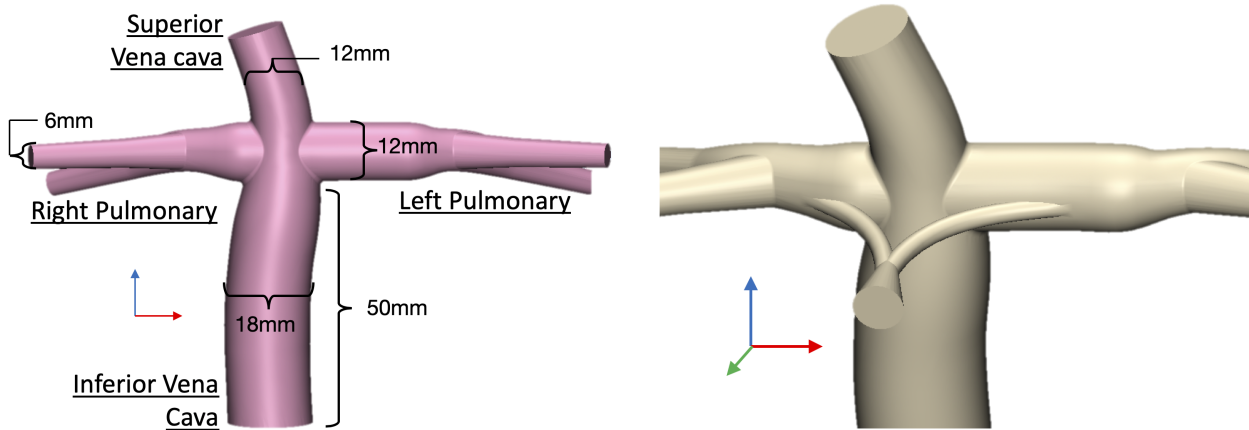 Superior
Vena cava
12mm
6mm
12mm
Right Pulmonary
Left Pulmonary
18mm
50mm
Inferior Vena
Cava